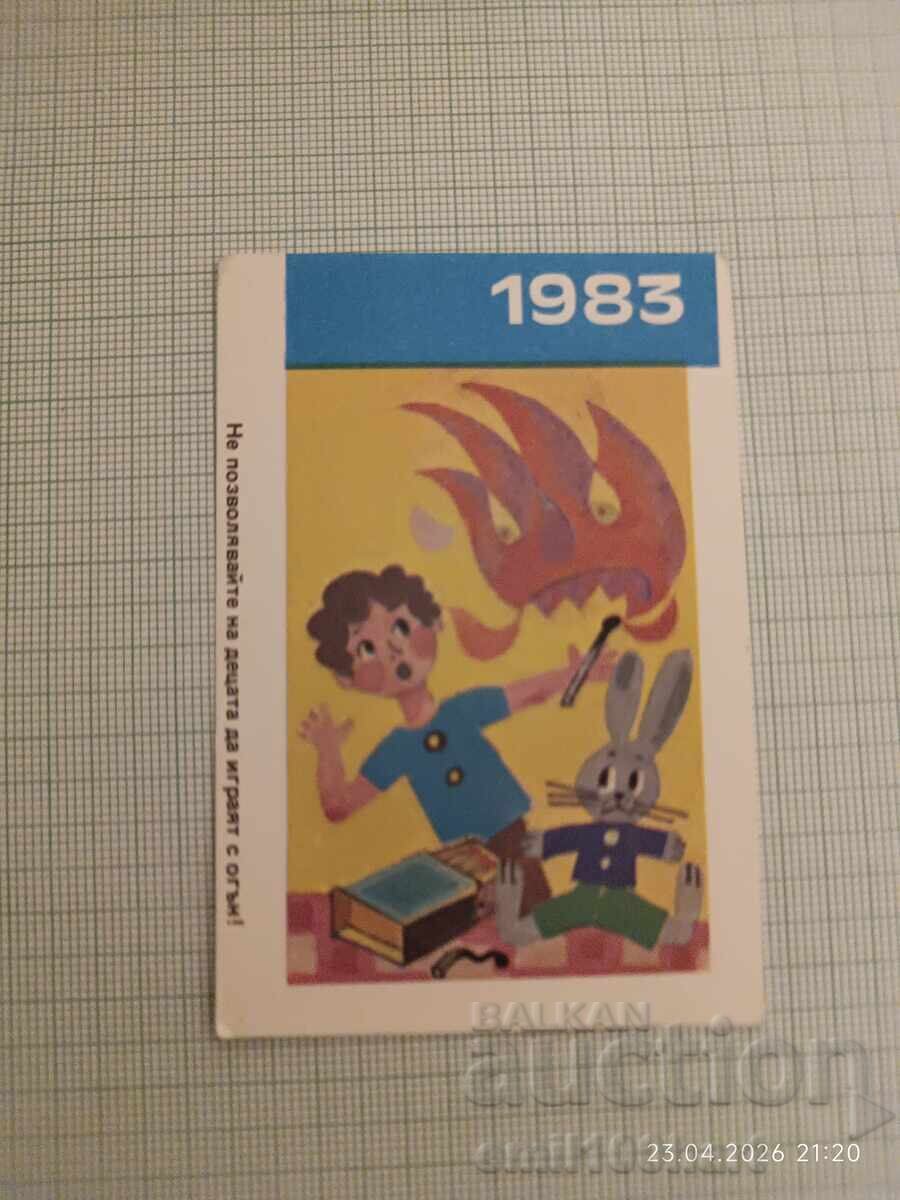 1983
Не позволявайте на децата да играят с огън!
BALKAN
auction
23.04.2026 21:20